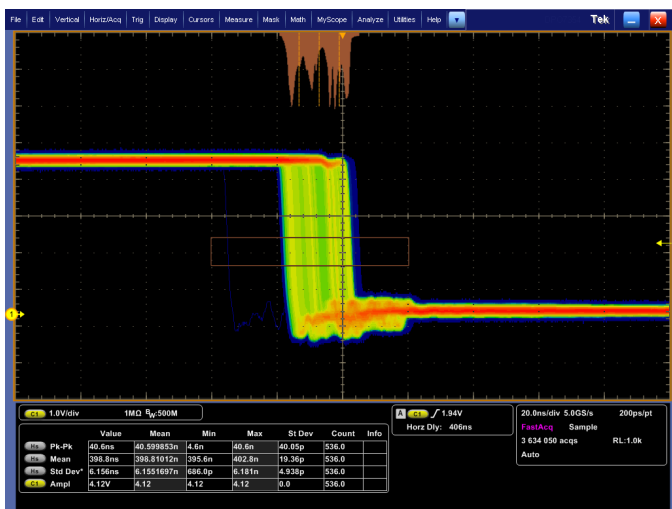 File Edit Vertical Horiz/Acq Trig Display Cursors Measure Mask Math MyScope Analyze Utilities Help Tek X
1
C1 1.0V/div 1MΩ BW:500M
A C1 1.94V
Horz Dly: 406ns
20.0ns/div 5.0GS/s 200ps/pt
FastAcq Sample
3 634 050 acqs RL:1.0k
Auto
Value Mean Min Max St Dev Count Info
Hs Pk-Pk 40.6ns 40.599853n 4.6n 40.6n 40.05p 536.0
Hs Mean 398.8ns 398.81012n 395.6n 402.8n 19.36p 536.0
Hs Std Dev* 6.156ns 6.1551697n 686.0p 6.181n 4.938p 536.0
C1 Ampl 4.12V 4.12 4.12 4.12 0.0 536.0